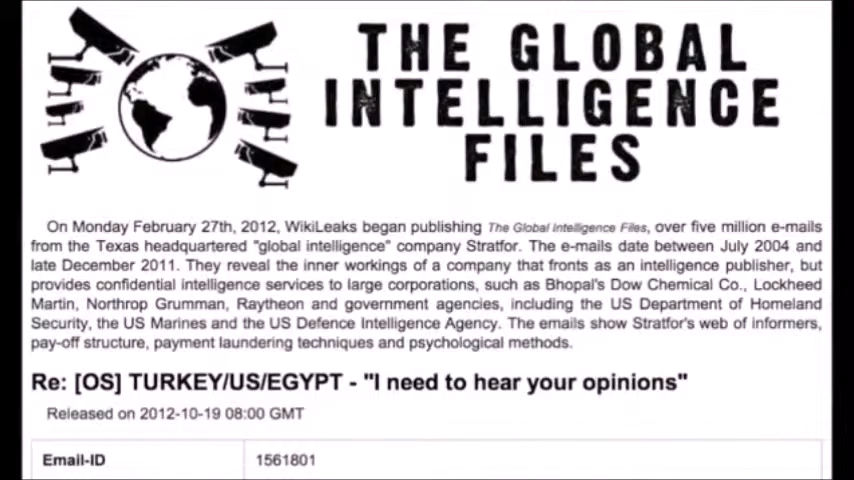 THE GLOBAL
INTELLIGENCE
FILES
On Monday February 27th, 2012, WikiLeaks began publishing The Global Intelligence Files, over five million e-mails
from the Texas headquartered "global intelligence" company Stratfor. The e-mails date between July 2004 and
late December 2011. They reveal the inner workings of a company that fronts as an intelligence publisher, but
provides confidential intelligence services to large corporations, such as Bhopal's Dow Chemical Co., Lockheed
Martin, Northrop Grumman, Raytheon and government agencies, including the US Department of Homeland
Security, the US Marines and the US Defence Intelligence Agency. The emails show Stratfor's web of informers,
pay-off structure, payment laundering techniques and psychological methods.
Re: [OS] TURKEY/US/EGYPT - "I need to hear your opinions"
Released on 2012-10-19 08:00 GMT
Email-ID 1561801